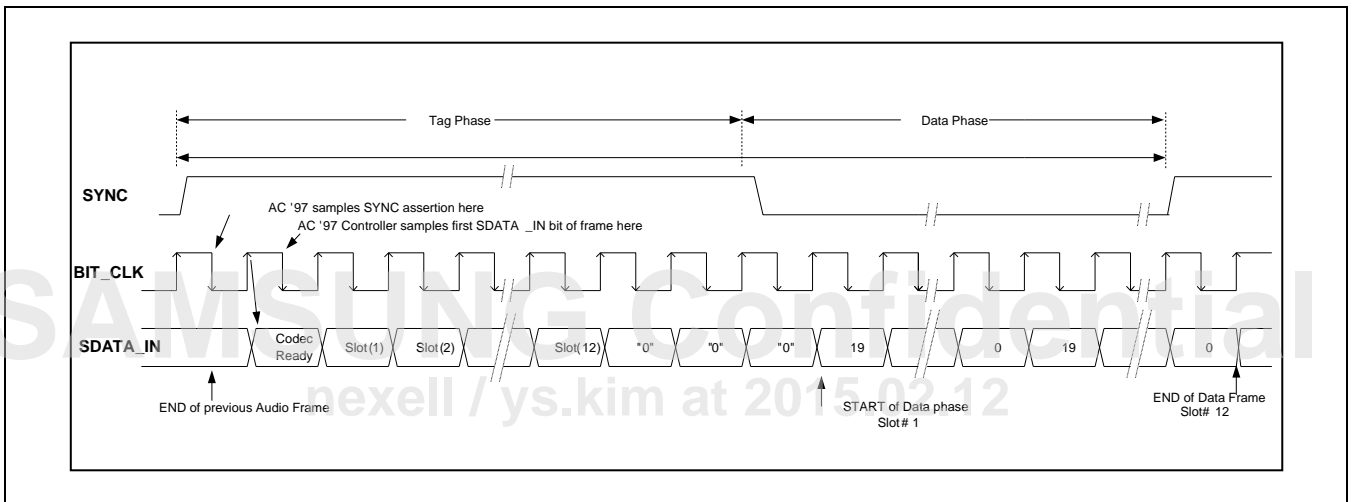 Tag Phase
Data Phase
SYNC
AC '97 samples SYNC assertion here
AC '97 Controller samples first SDATA _IN bit of frame here
BIT_CLK
SAMSUNG Confidential
SDATA_IN
Codec
Ready
Slot(1)
Slot(2)
Slot(12)
"0"
"0"
"0"
19
0
19
0
nexell / ys.kim at 2015.02.12
END of previous Audio Frame
START of Data phase
Slot# 1
END of Data Frame
Slot# 12